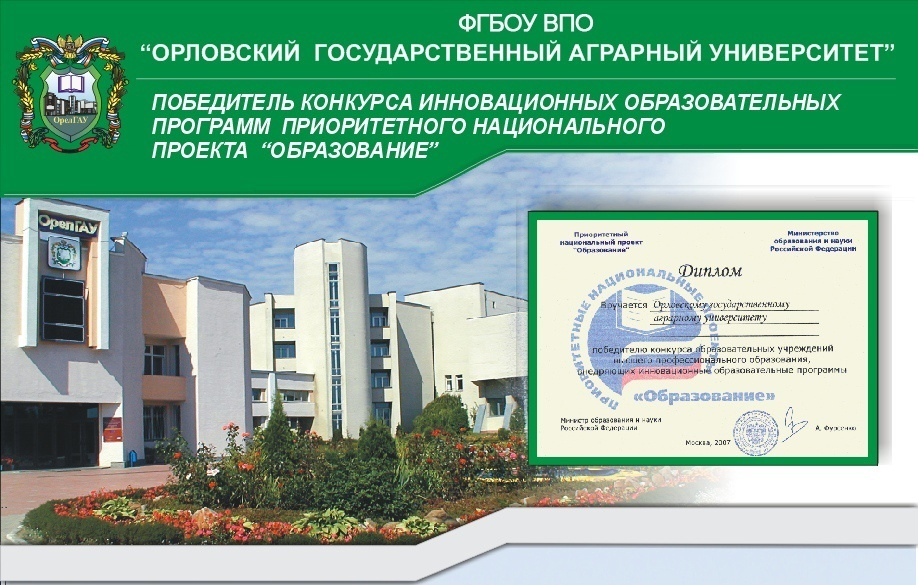 ФГБОУ ВПО
“ОРЛОВСКИЙ ГОСУДАРСТВЕННЫЙ АГРАРНЫЙ УНИВЕРСИТЕТ”
ПОБЕДИТЕЛЬ КОНКУРСА ИННОВАЦИОННЫХ ОБРАЗОВАТЕЛЬНЫХ
ПРОГРАММ ПРИОРИТЕТНОГО НАЦИОНАЛЬНОГО
ПРОЕКТА “ОБРАЗОВАНИЕ”
ОрелГАУ
ОрелГАУ
Приоритетный
национальный проект
"Образование"
Министерство
образования и науки
Российской Федерации
Диплом
Вручается Орловскому государственному
аграрному университету
ПРИОРИТЕТНЫЕ НАЦИОНАЛЬНЫЕ ПРОЕКТЫ
победителю конкурса образовательных учреждений
высшего профессионального образования,
внедряющих инновационные образовательные программы
«Образование»
Министр образования и науки
Российской Федерации
А. Фурсенко
Москва, 2007